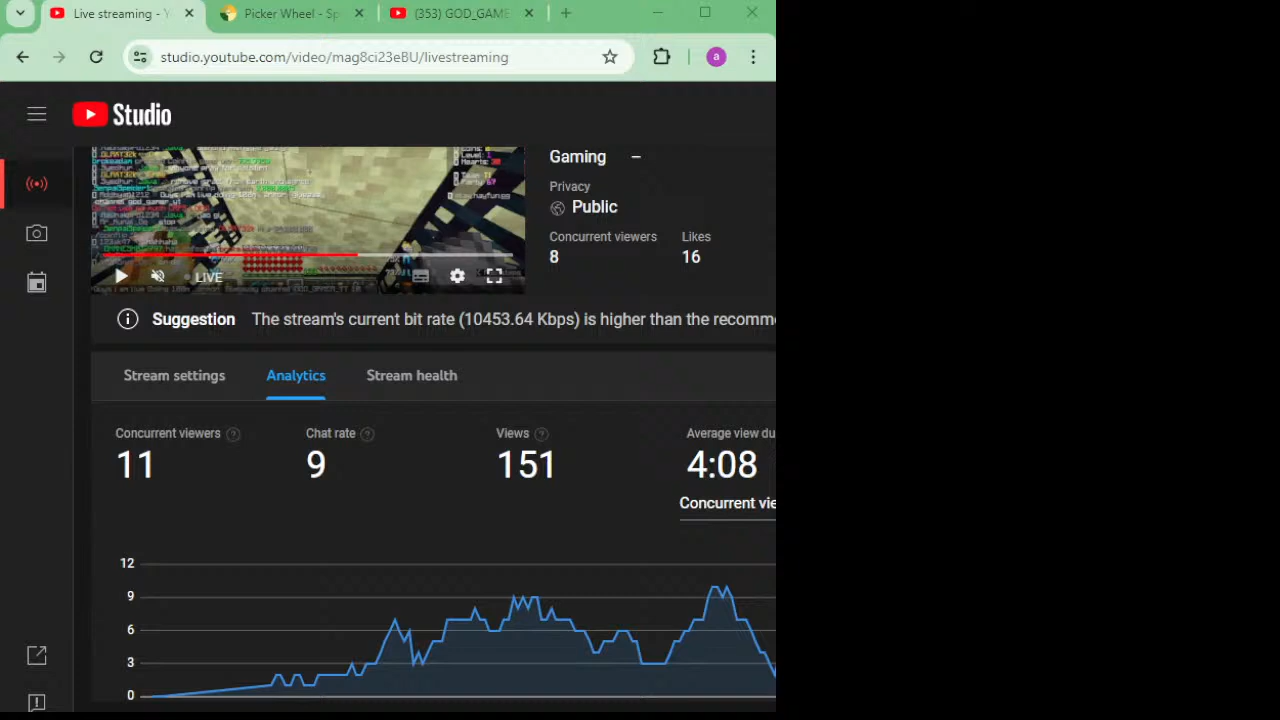 Live streaming - Y
Picker Wheel - Sp
(353) GOD_GAME
studio.youtube.com/video/mag8ci23eBU/livestreaming
a
Studio
Gaming
Privacy
Public
Concurrent viewers
Likes
8
16
LIVE
Suggestion The stream's current bit rate (10453.64 Kbps) is higher than the recomm
Stream settings
Analytics
Stream health
Concurrent viewers
Chat rate
Views
Average view du
11
9
151
4:08
Concurrent vie
12
9
6
3
0